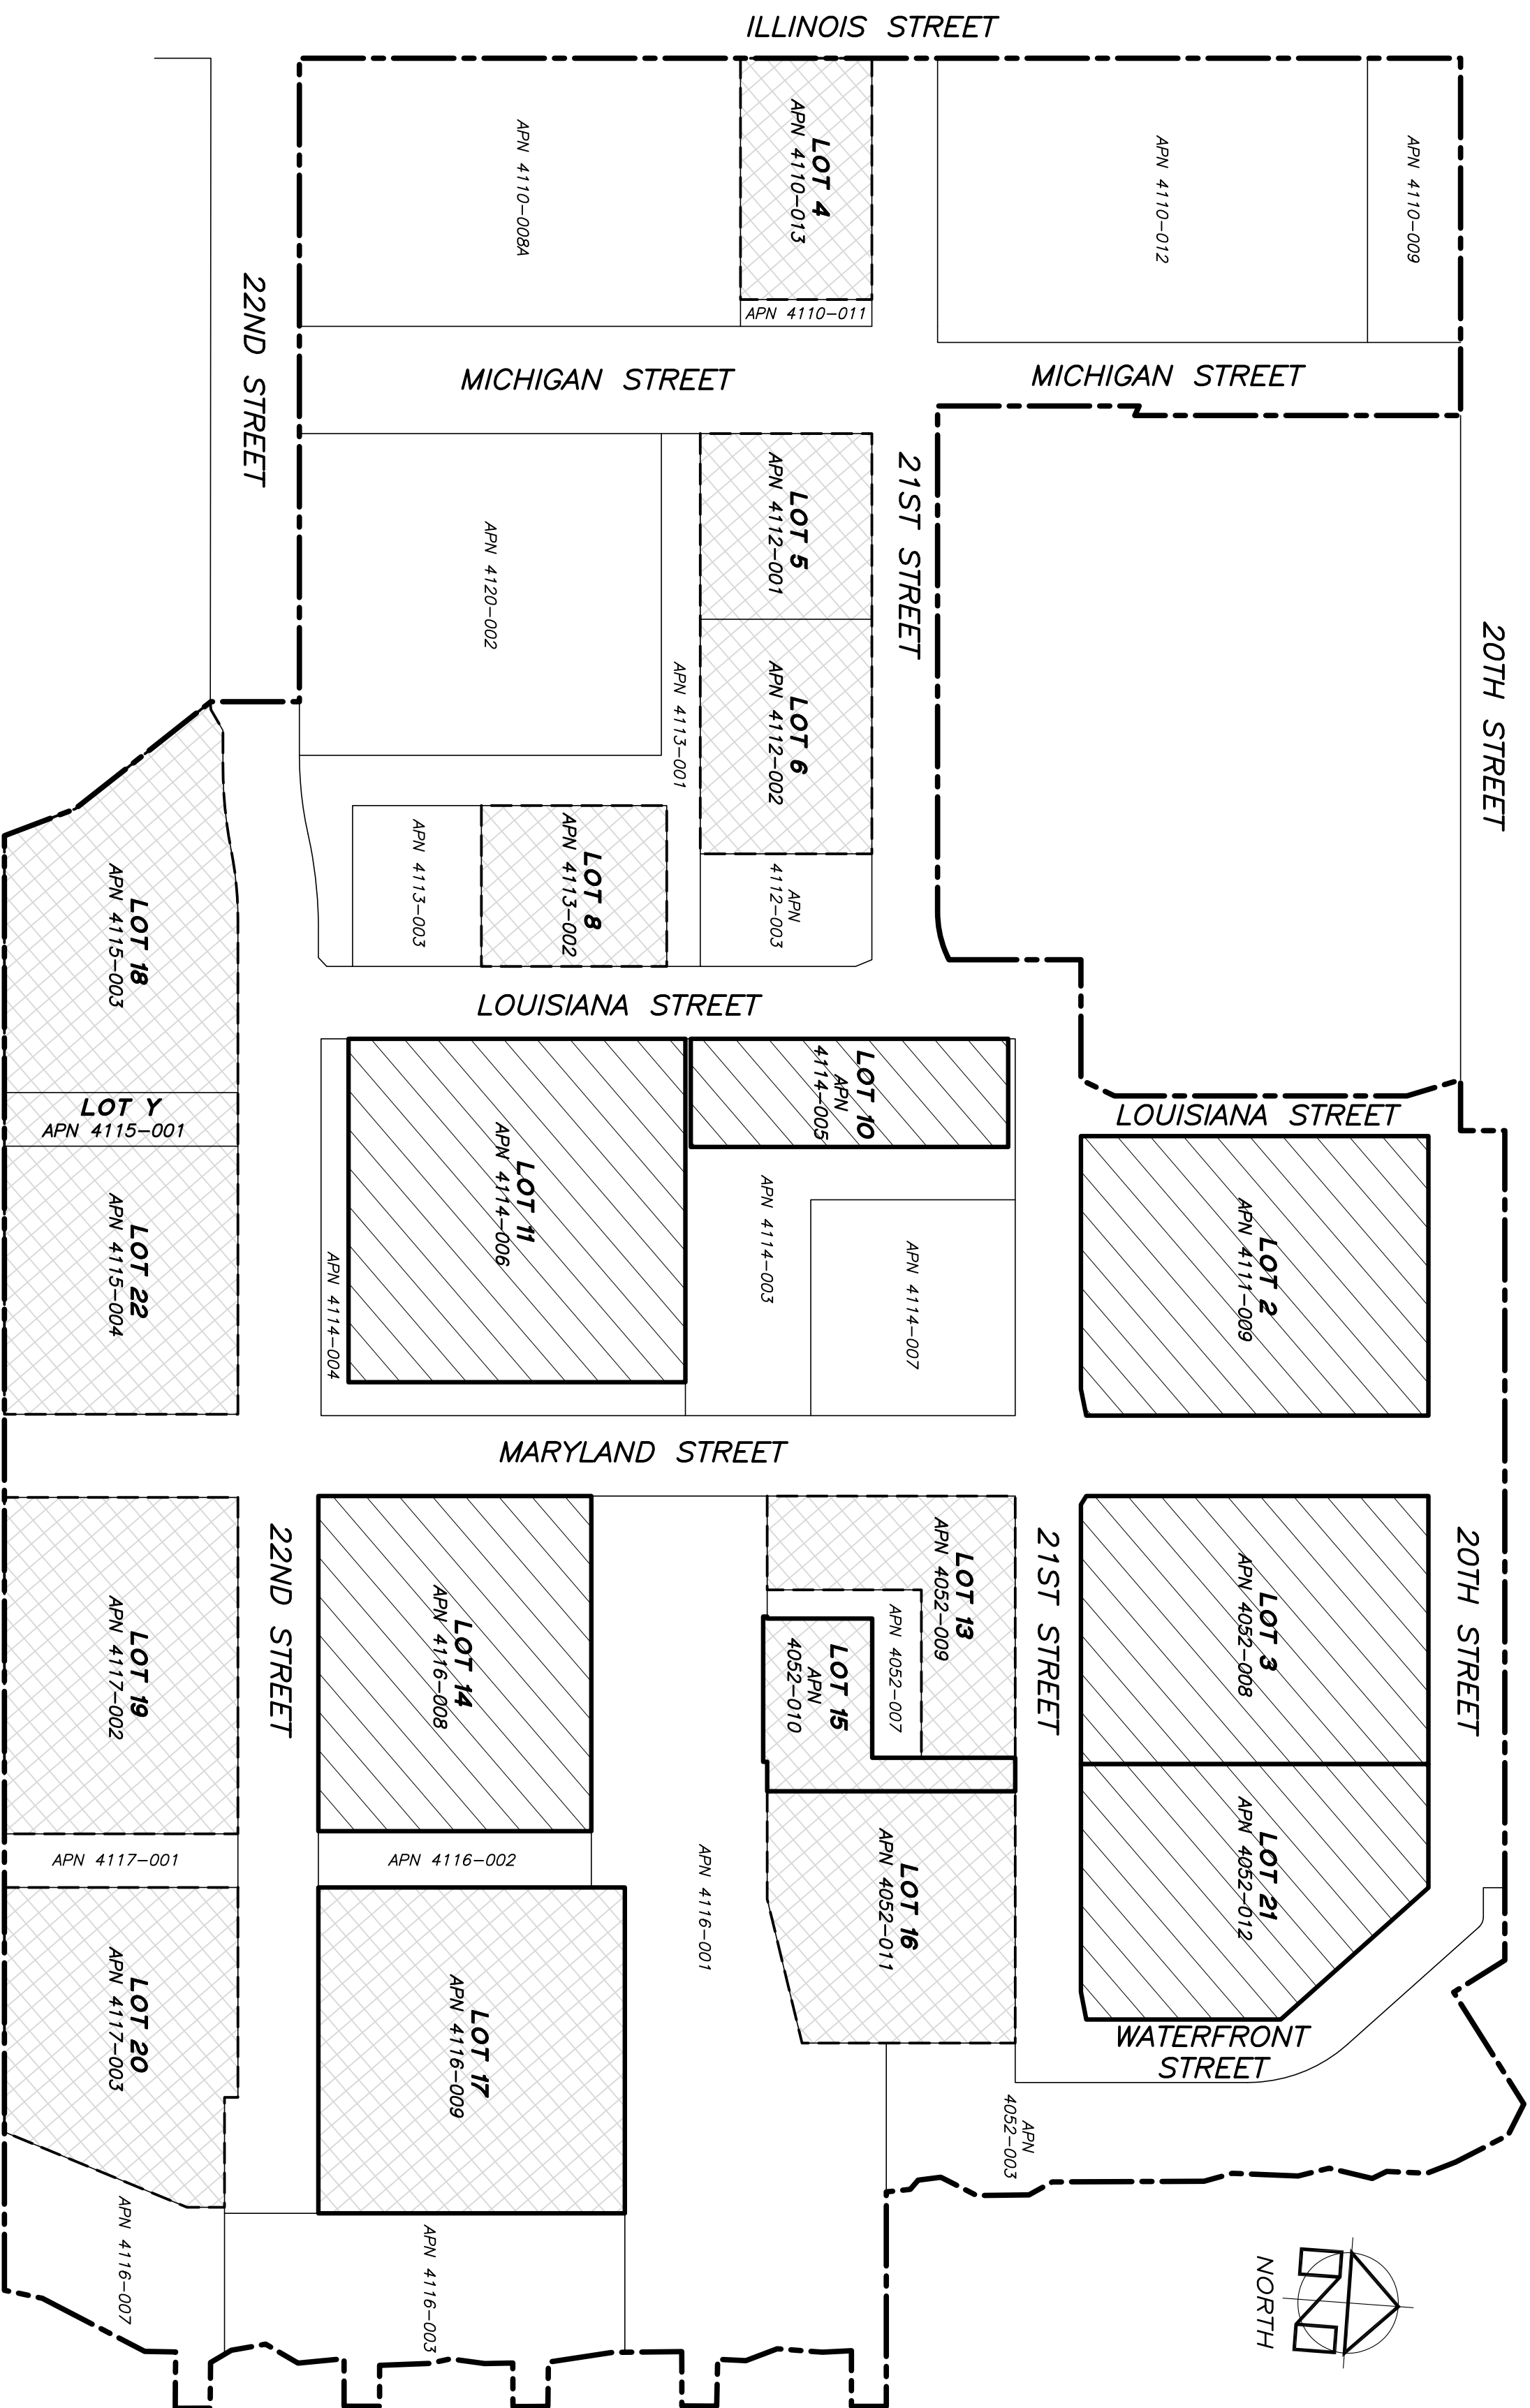 ILLINOIS STREET
LOT 4
APN 4110-013
APN 4110-008A
APN 4110-012
APN 4110-009
APN 4110-011
22ND STREET
MICHIGAN STREET
MICHIGAN STREET
21ST STREET
20TH STREET
LOT 5
APN 4112-001
APN 4120-002
LOT 6
APN 4112-002
APN 4113-001
APN 4113-003
LOT 8
APN 4113-002
APN
4112-003
LOT 18
APN 4115-003
LOUISIANA STREET
LOT Y
APN 4115-001
LOT 10
APN
4114-005
LOUISIANA STREET
LOT 11
APN 4114-006
APN 4114-003
LOT 2
APN 4111-009
LOT 22
APN 4115-004
APN 4114-004
APN 4114-007
MARYLAND STREET
LOT 13
APN 4052-009
22ND STREET
21ST STREET
20TH STREET
LOT 3
APN 4052-008
LOT 19
APN 4117-002
LOT 14
APN 4116-008
LOT 15
APN
4052-010
APN 4052-007
APN 4117-001
APN 4116-002
APN 4116-001
LOT 16
APN 4052-011
LOT 21
APN 4052-012
LOT 20
APN 4117-003
LOT 17
APN 4116-009
WATERFRONT
STREET
APN
4052-003
APN 4116-007
APN 4116-003
NORTH